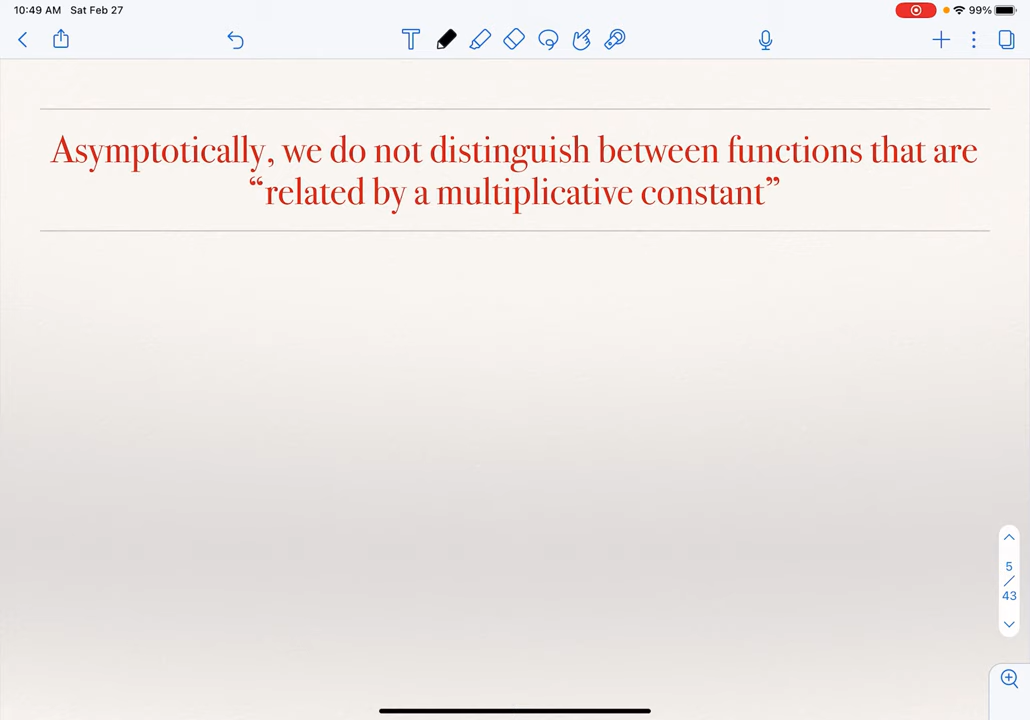 10:49 AM Sat Feb 27
99%
Asymptotically, we do not distinguish between functions that are
“related by a multiplicative constant”
5
/
43